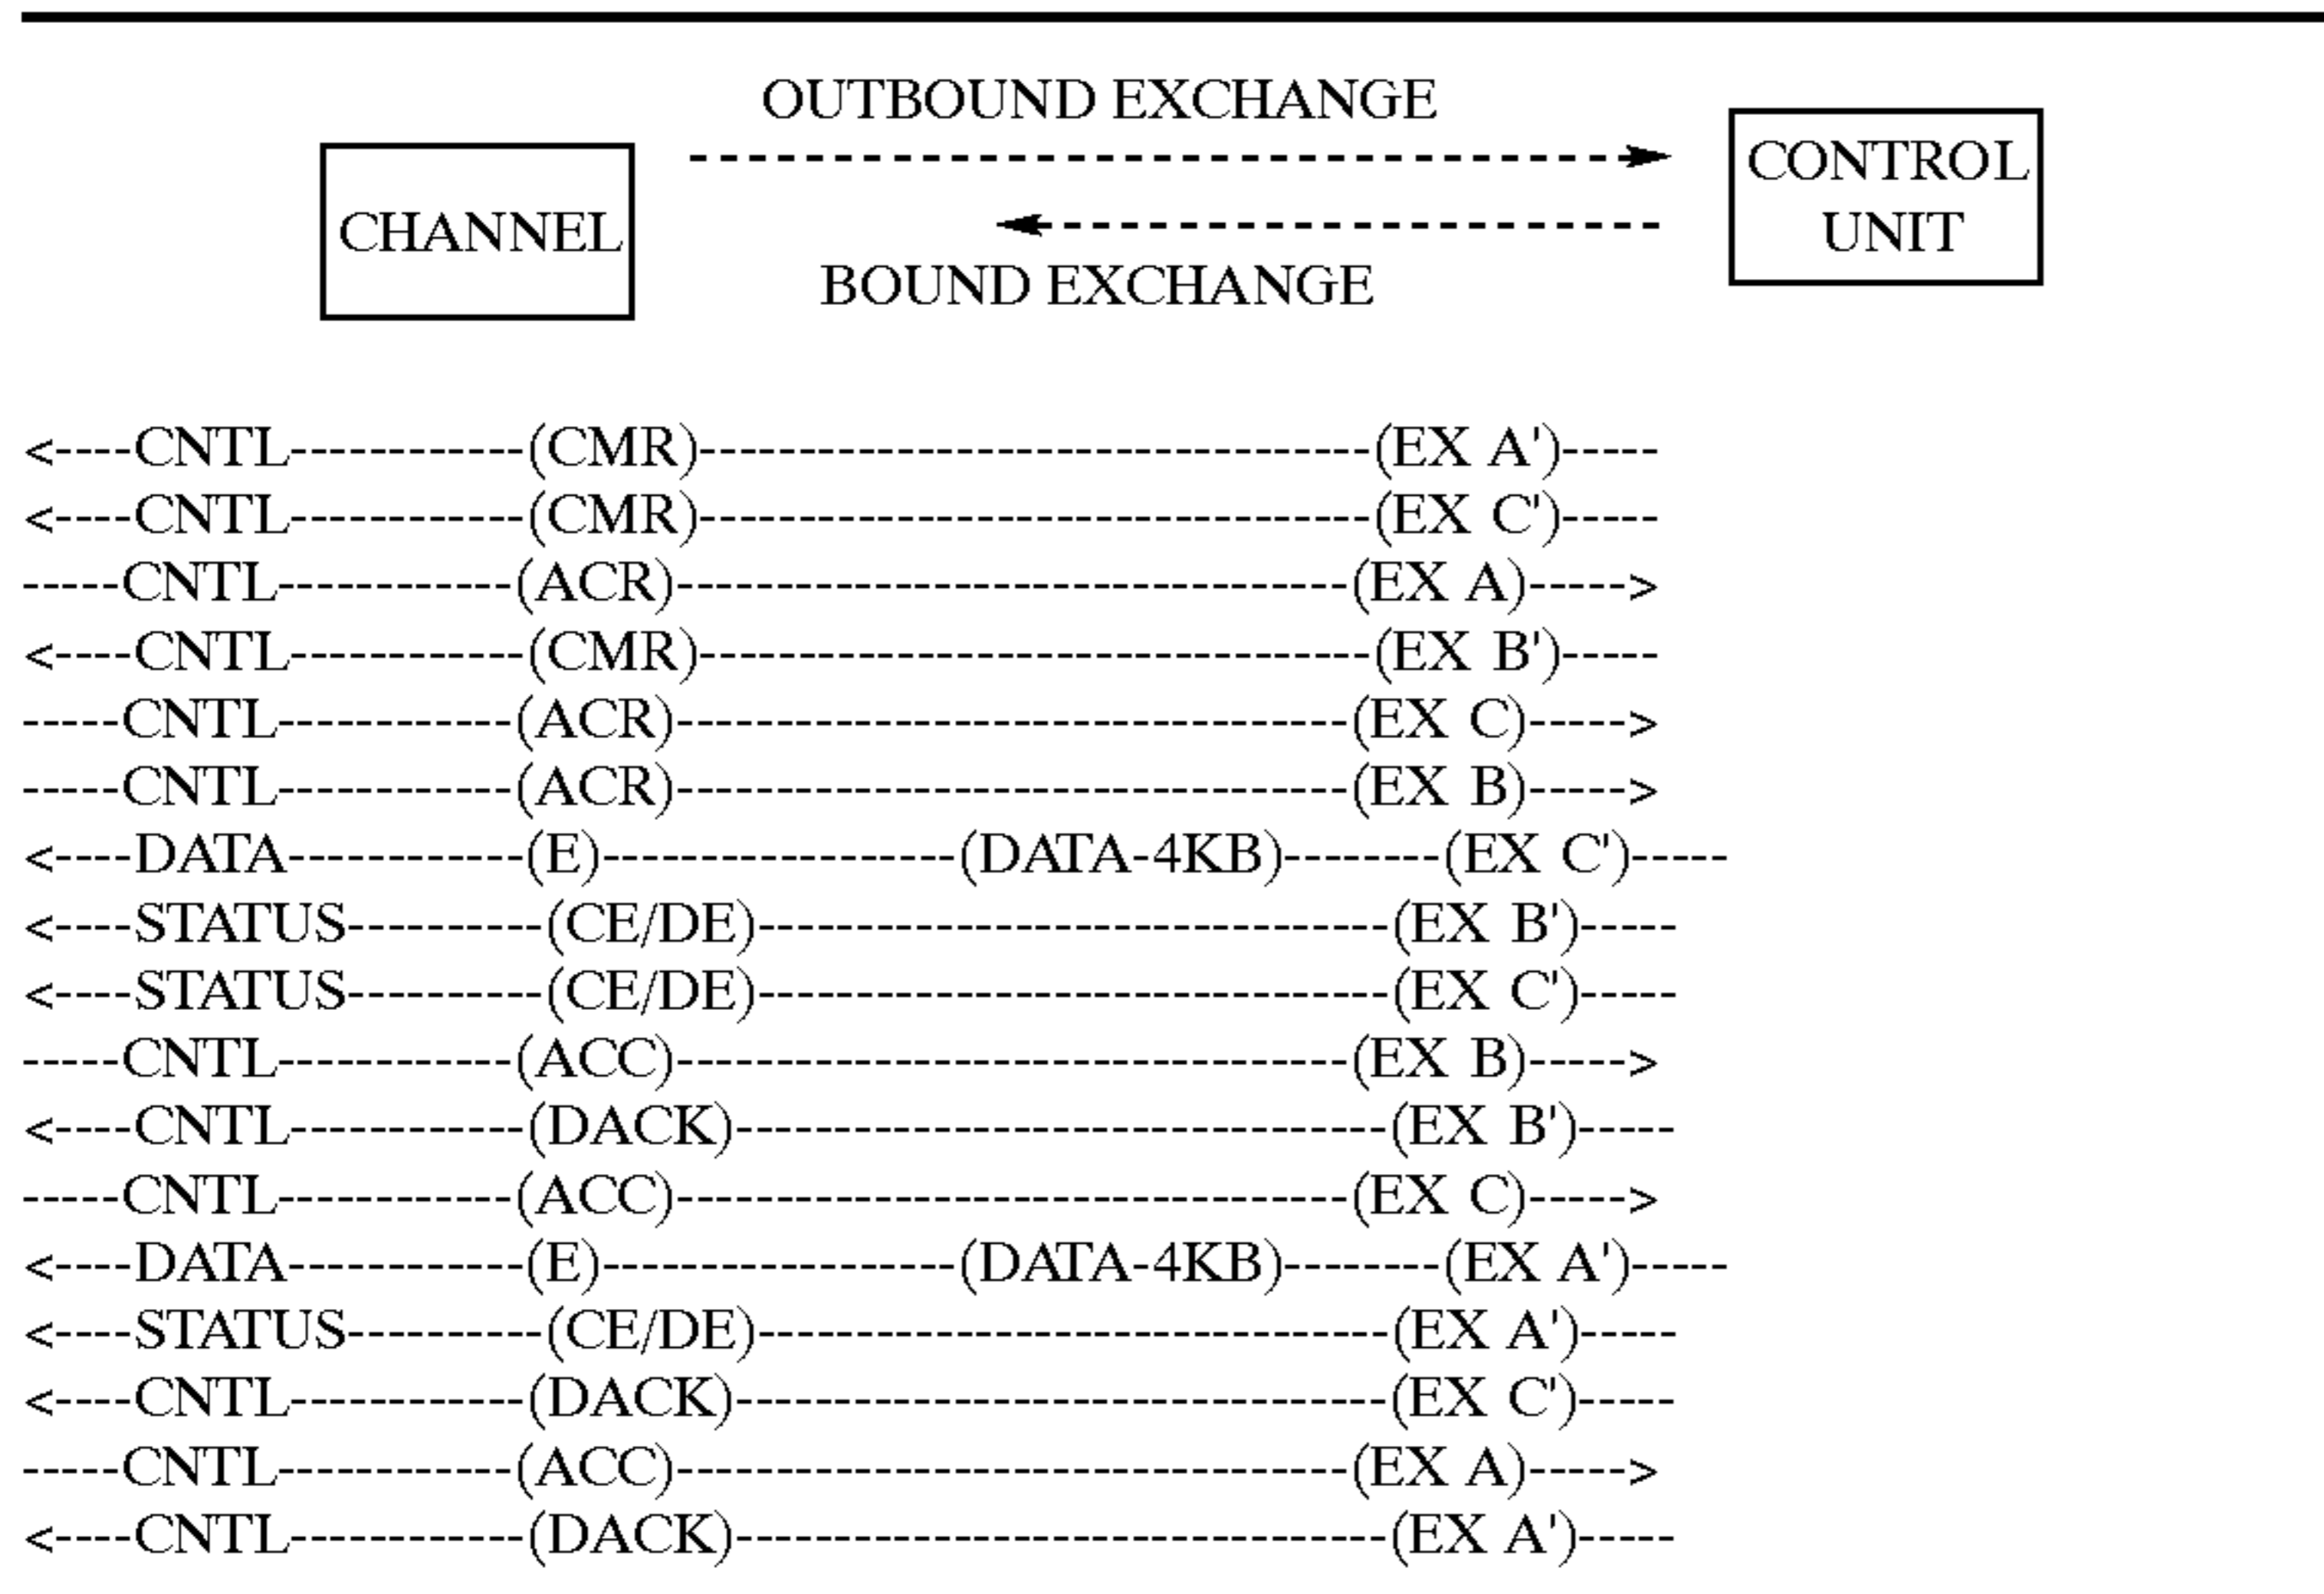 OUTBOUND EXCHANGE
CHANNEL
CONTROL
UNIT
BOUND EXCHANGE
<----CNTL------------(CMR)-----------------------------------(EX A')-----
<----CNTL------------(CMR)-----------------------------------(EX C')-----
-----CNTL------------(ACR)-----------------------------------(EX A)----->
<----CNTL------------(CMR)-----------------------------------(EX B')-----
-----CNTL------------(ACR)-----------------------------------(EX C)----->
-----CNTL------------(ACR)-----------------------------------(EX B)----->
<----DATA------------(E)------------------(DATA-4KB)--------(EX C')-----
<----STATUS----------(CE/DE)---------------------------------(EX B')-----
<----STATUS----------(CE/DE)---------------------------------(EX C')-----
-----CNTL------------(ACC)-----------------------------------(EX B)----->
<----CNTL------------(DACK)----------------------------------(EX B')-----
-----CNTL------------(ACC)-----------------------------------(EX C)----->
<----DATA------------(E)------------------(DATA-4KB)--------(EX A')-----
<----STATUS----------(CE/DE)---------------------------------(EX A')-----
<----CNTL------------(DACK)----------------------------------(EX C')-----
-----CNTL------------(ACC)-----------------------------------(EX A)----->
<----CNTL------------(DACK)----------------------------------(EX A')-----